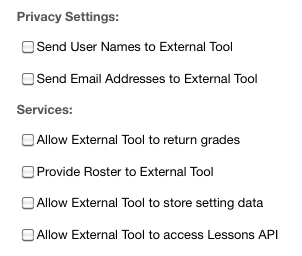 Privacy Settings:
Send User Names to External Tool
Send Email Addresses to External Tool
Services:
Allow External Tool to return grades
Provide Roster to External Tool
Allow External Tool to store setting data
Allow External Tool to access Lessons API